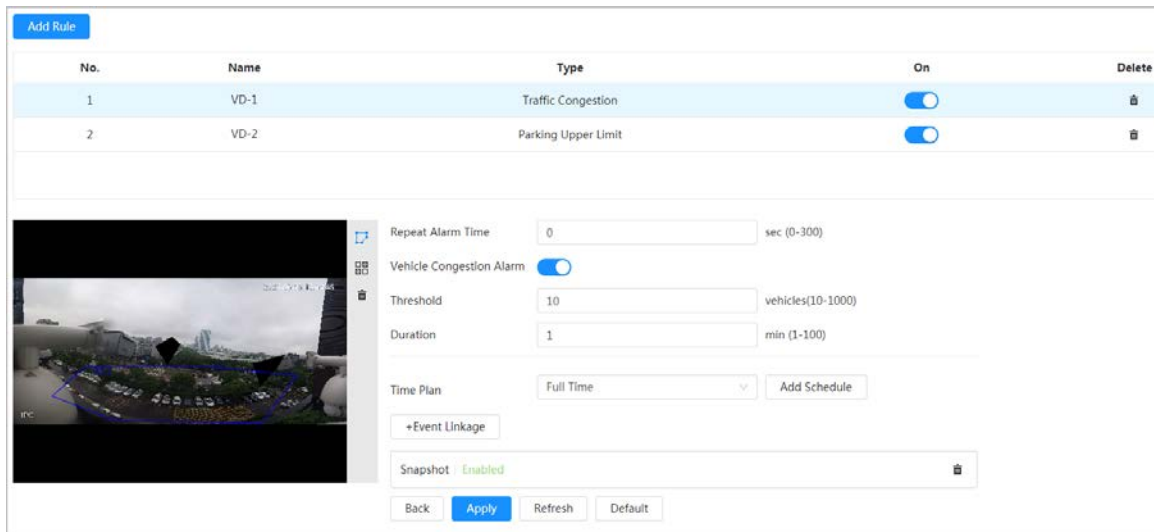 Add Rule
No. Name Type On Delete
1 VD-1 Traffic Congestion
2 VD-2 Parking Upper Limit
Repeat Alarm Time 0 sec (0-300)
Vehicle Congestion Alarm
Threshold 10 vehicles(10-1000)
Duration 1 min (1-100)
Time Plan Full Time Add Schedule
IPC
+Event Linkage
Snapshot Enabled
Back Apply Refresh Default